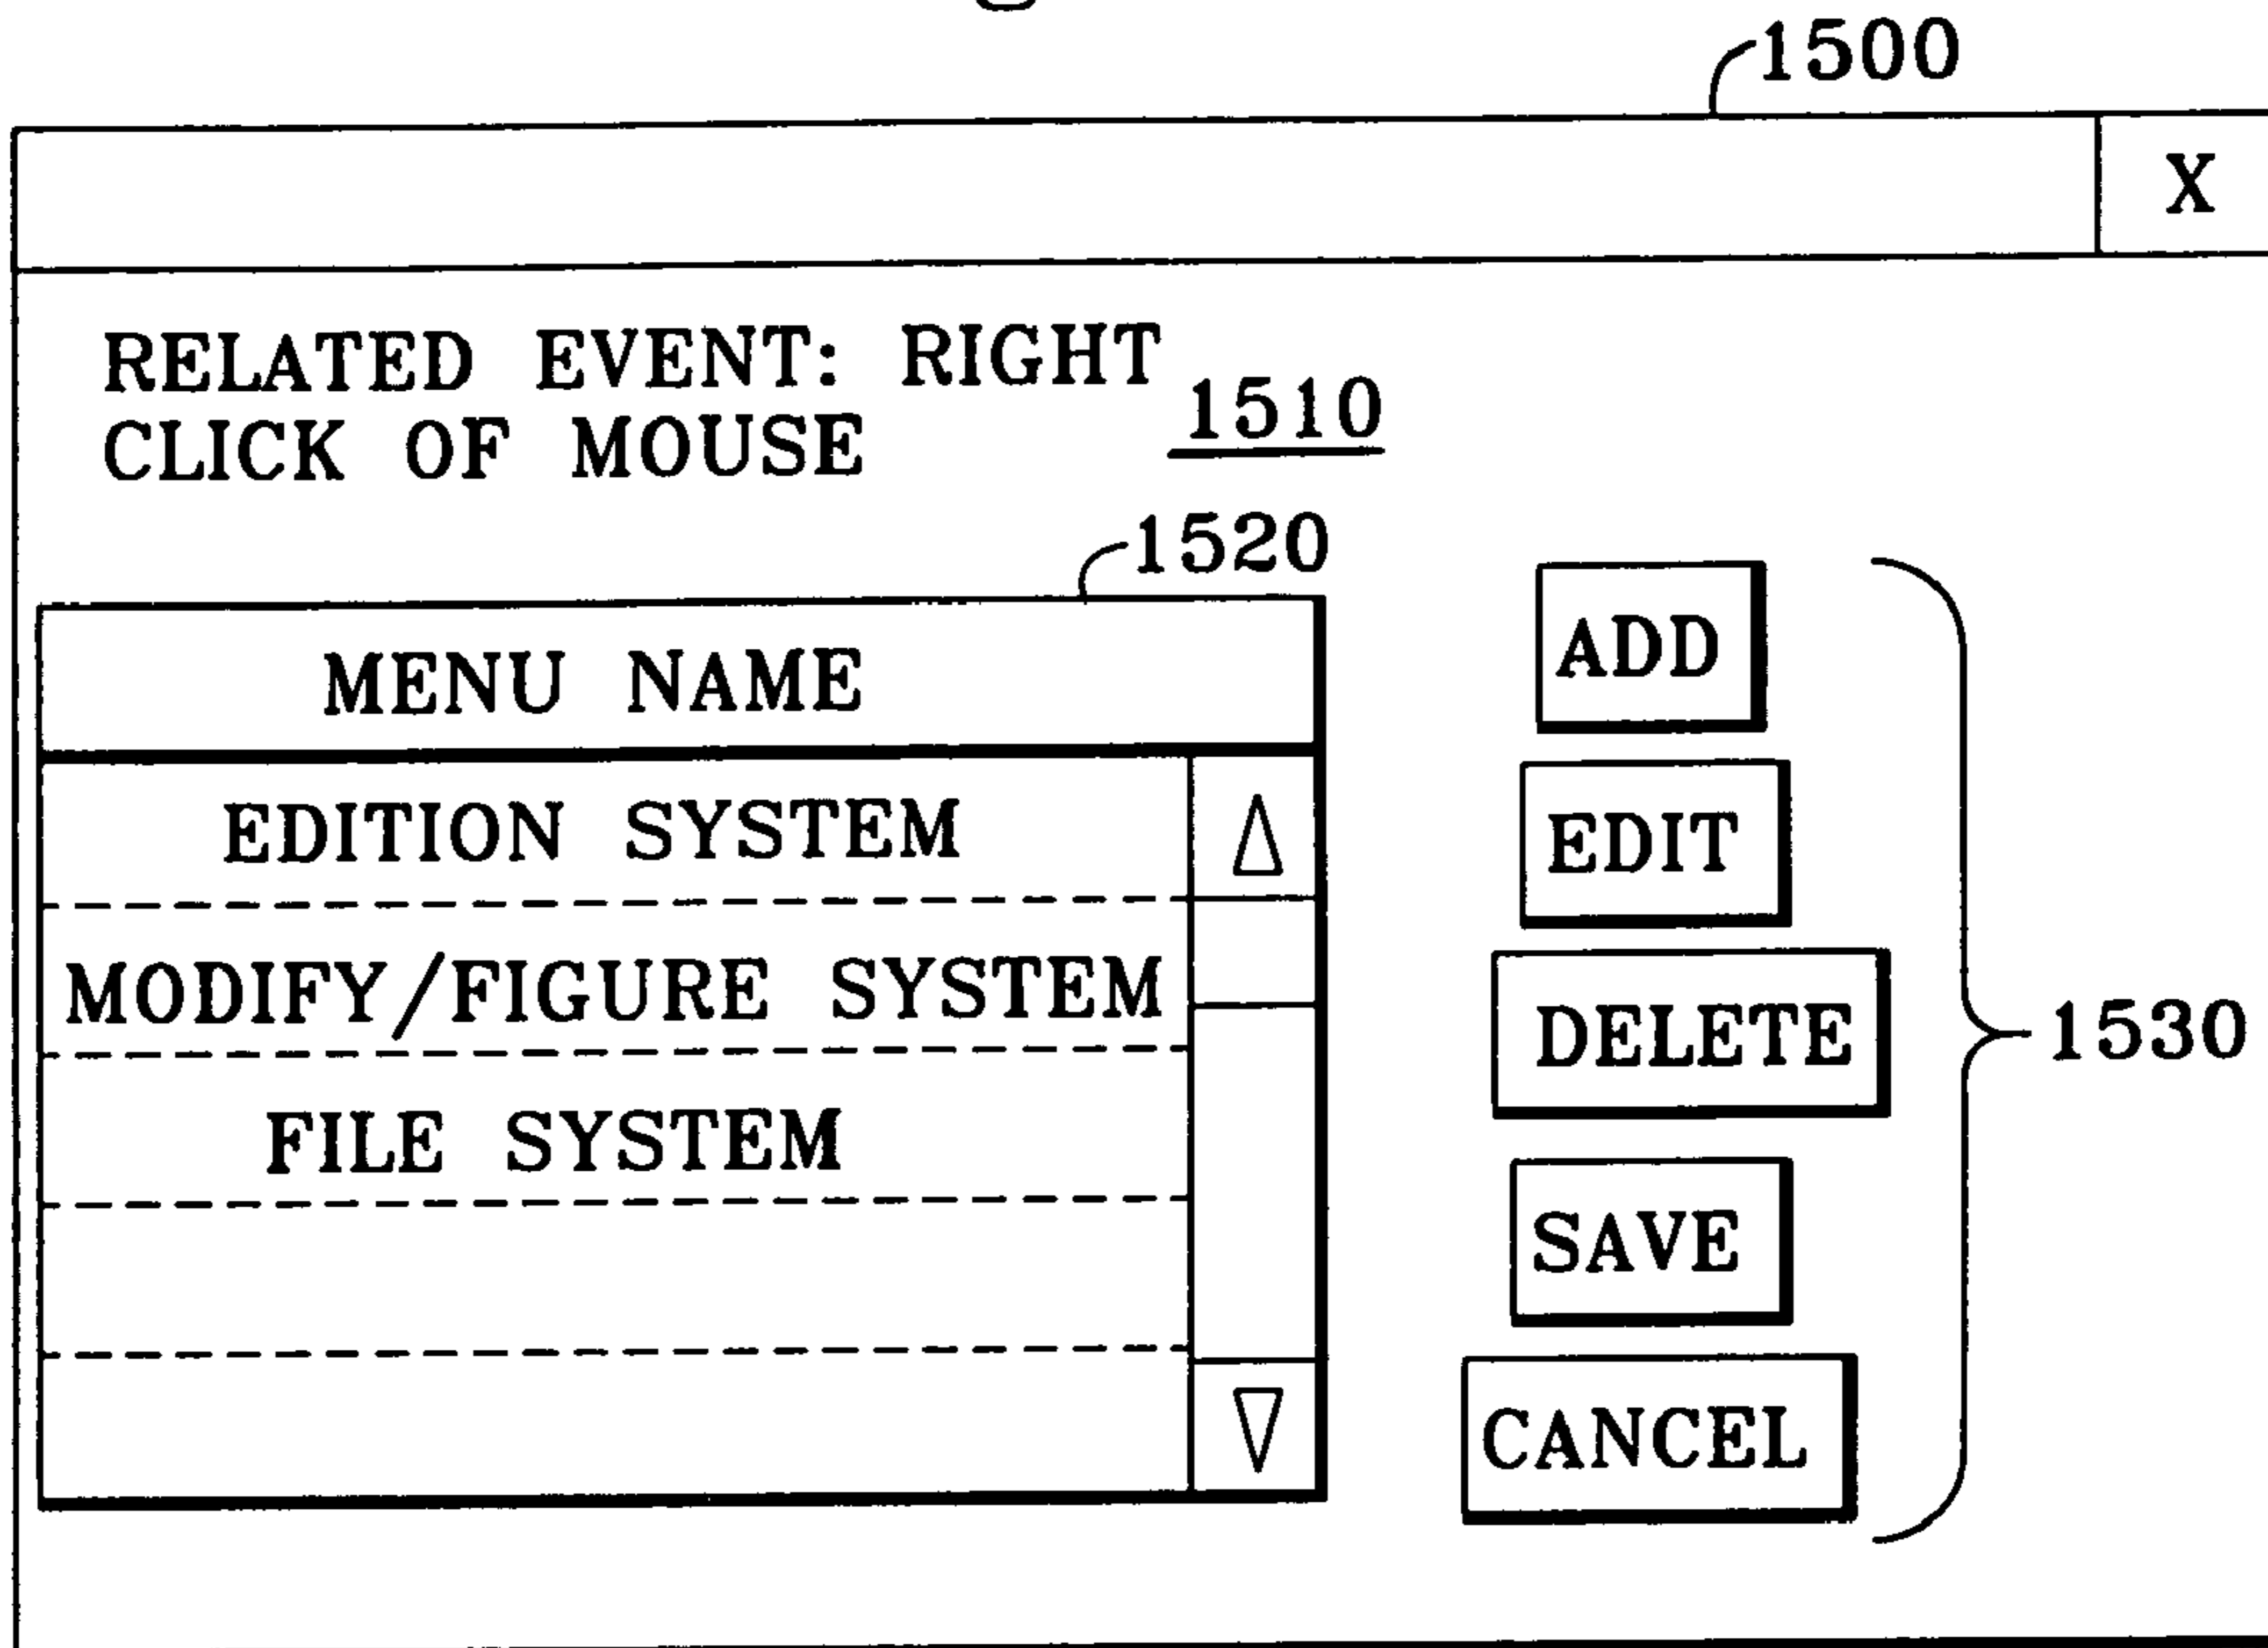 1500
X
RELATED EVENT: RIGHT
CLICK OF MOUSE
1510
1520
MENU NAME
EDITION SYSTEM
MODIFY/FIGURE SYSTEM
FILE SYSTEM
ADD
EDIT
DELETE
SAVE
CANCEL
1530